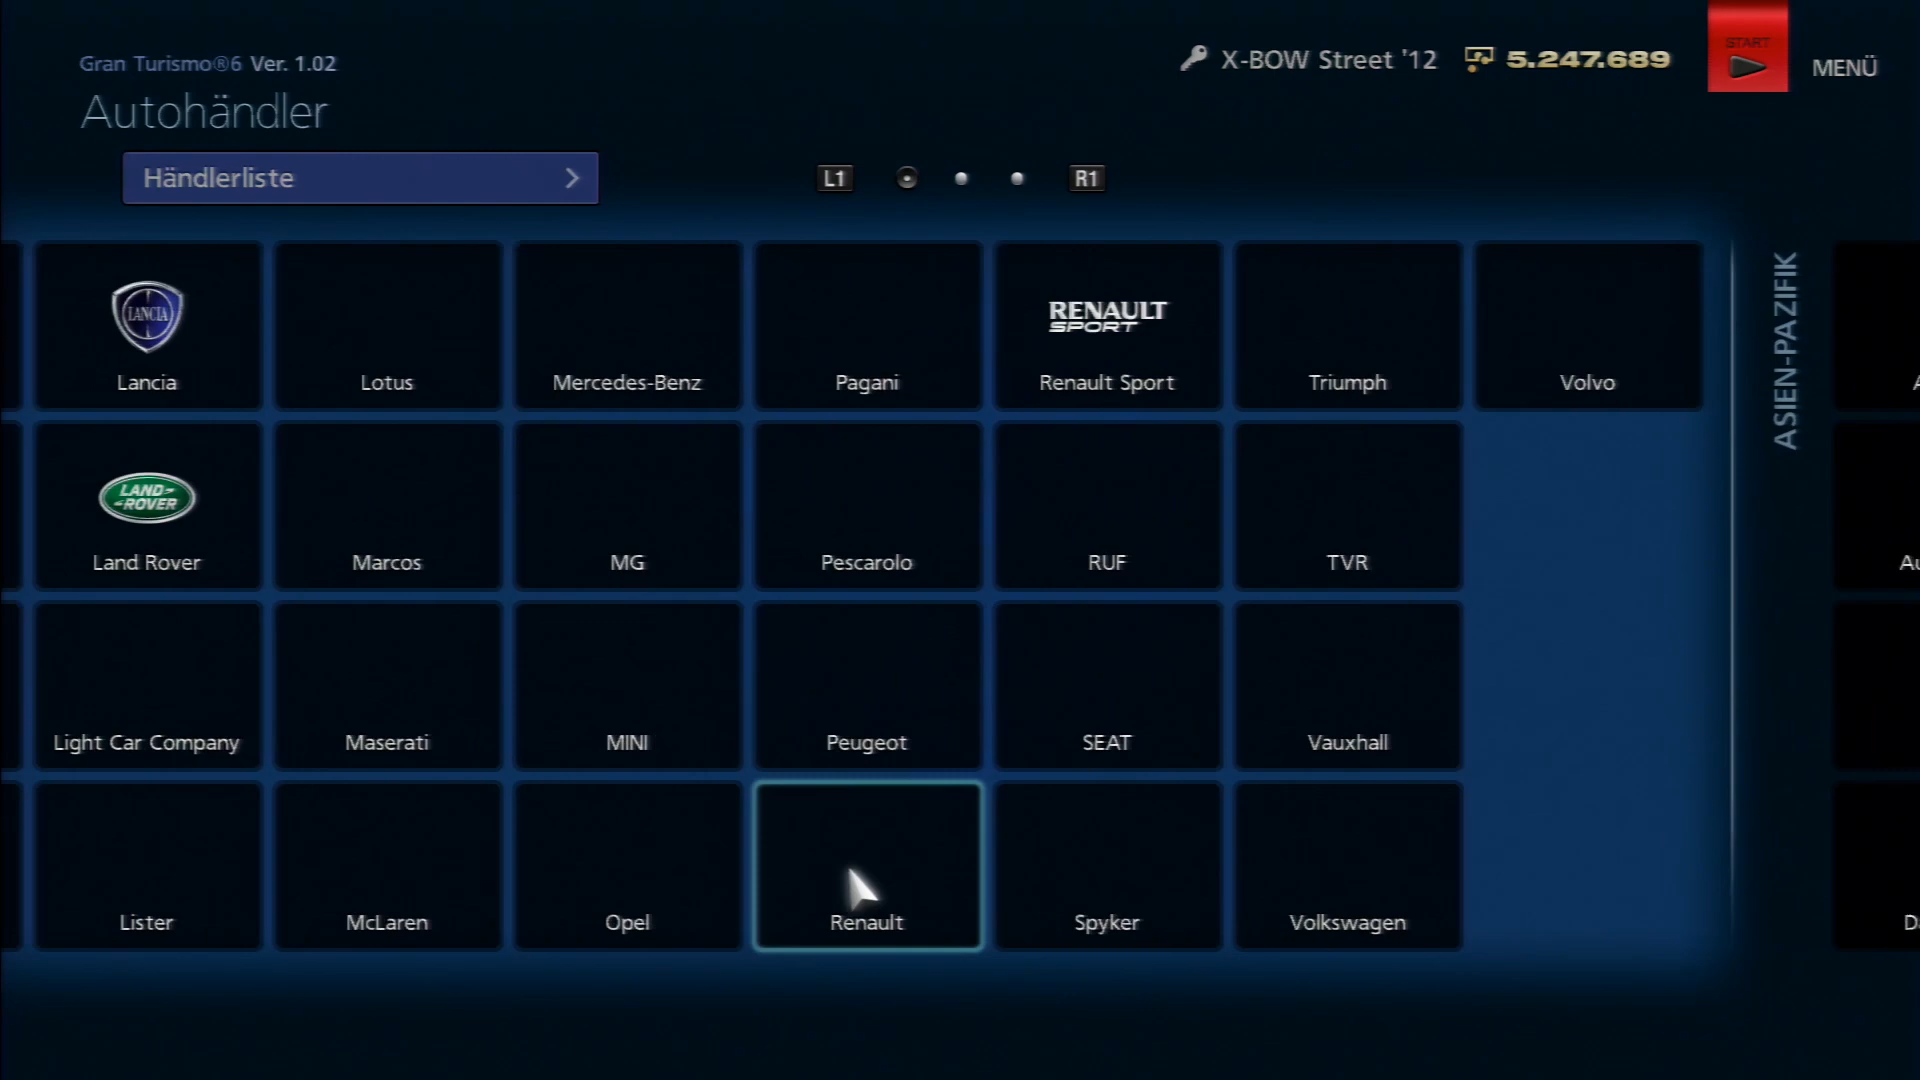 Gran Turismo®6 Ver. 1.02
X-BOW Street '12
5.247.689
START
MENÜ
Autohändler
Händlerliste
L1
R1
LANCIA
Lancia
Lotus
Mercedes-Benz
Pagani
RENAULT
SPORT
Renault Sport
Triumph
Volvo
ASIEN-PAZIFIK
LAND-
-ROVER
Land Rover
Marcos
MG
Pescarolo
RUF
TVR
Light Car Company
Maserati
MINI
Peugeot
SEAT
Vauxhall
Lister
McLaren
Opel
Renault
Spyker
Volkswagen